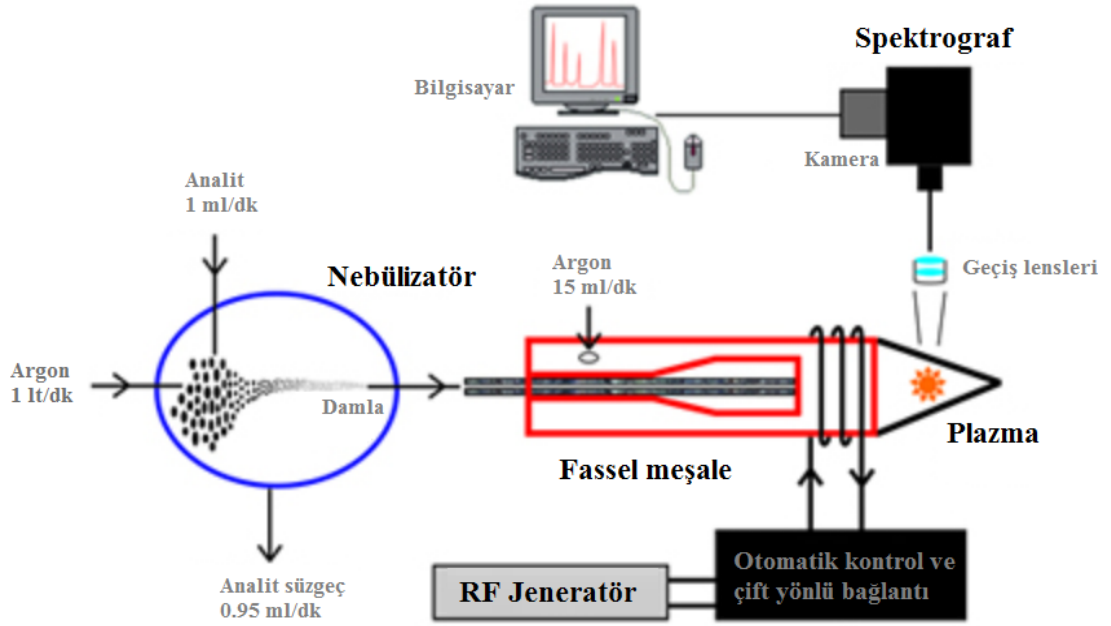 Spektrograf
Bilgisayar
Kamera
Analit
1 ml/dk
Nebülizatör
Argon
15 ml/dk
Geçiş lensleri
Argon
1 lt/dk
Damla
Plazma
Fassel meşale
Analit süzgeç
0.95 ml/dk
RF Jeneratör
Otomatik kontrol ve
çift yönlü bağlantı